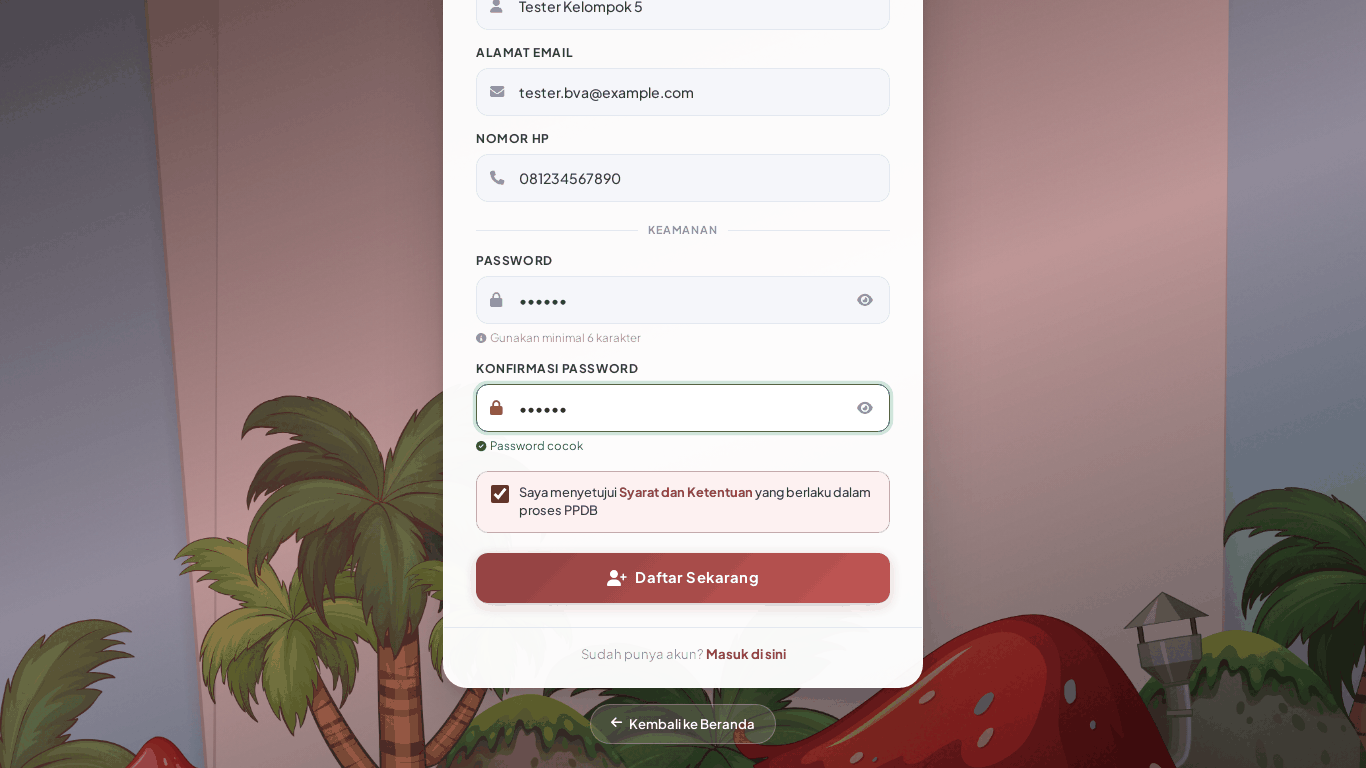 Tester Kelompok 5
ALAMAT EMAIL
tester.bva@example.com
NOMOR HP
081234567890
KEAMANAN
PASSWORD
••••••
Gunakan minimal 6 karakter
KONFIRMASI PASSWORD
••••••
Password cocok
Saya menyetujui Syarat dan Ketentuan yang berlaku dalam
proses PPDB
Daftar Sekarang
Sudah punya akun? Masuk di sini
Kembali ke Beranda